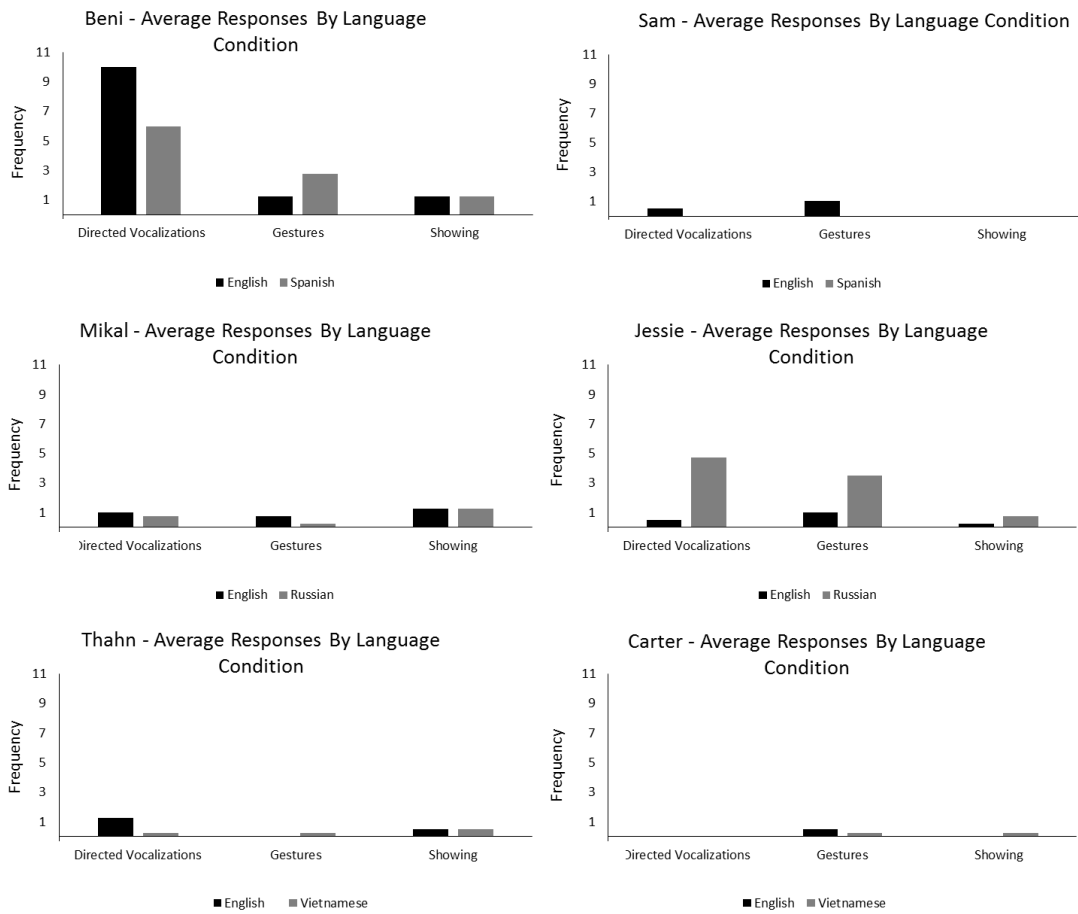 Beni - Average Responses By Language
Condition
11
9
7
5
3
1
Frequency
Directed Vocalizations Gestures Showing
English Spanish
Sam - Average Responses By Language Condition
11
9
7
5
3
1
Frequency
Directed Vocalizations Gestures Showing
English Spanish
Mikal - Average Responses By Language
Condition
11
9
7
5
3
1
Frequency
Directed Vocalizations Gestures Showing
English Russian
Jessie - Average Responses By Language
Condition
11
9
7
5
3
1
Frequency
Directed Vocalizations Gestures Showing
English Russian
Thahn - Average Responses By Language
Condition
11
9
7
5
3
1
Frequency
Directed Vocalizations Gestures Showing
English Vietnamese
Carter - Average Responses By Language
Condition
11
9
7
5
3
1
Frequency
Directed Vocalizations Gestures Showing
English Vietnamese